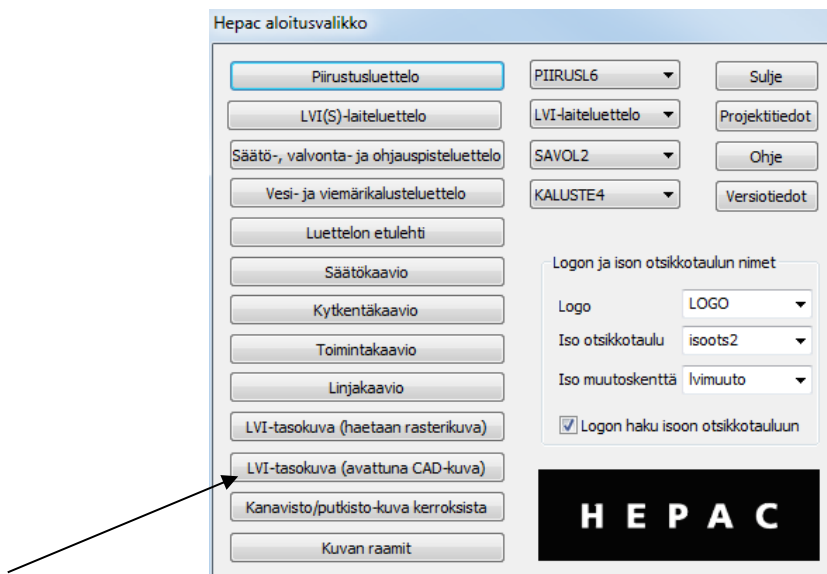 Hepac aloitusvalikko
Piirustusluettelo
PIIRUSL6
Sulje
LVI(S)-laiteluettelo
LVI-laiteluettelo
Projektitiedot
Säätö-, valvonta- ja ohjauspisteluettelo
SAVOL2
Ohje
Vesi- ja viemärikalusteluettelo
KALUSTE4
Versiotiedot
Luettelon etulehti
Säätökaavio
Kytkentäkaavio
Toimintakaavio
Linjakaavio
LVI-tasokuva (haetaan rasterikuva)
LVI-tasokuva (avattuna CAD-kuva)
Kanavisto/putkisto-kuva kerroksista
Kuvan raamit
Logon ja ison otsikkotaulun nimet
Logo
LOGO
Iso otsikkotaulu
isoots2
Iso muutoskenttä
lvimuuto
Logon haku isoon otsikkotauluun
HEPAC